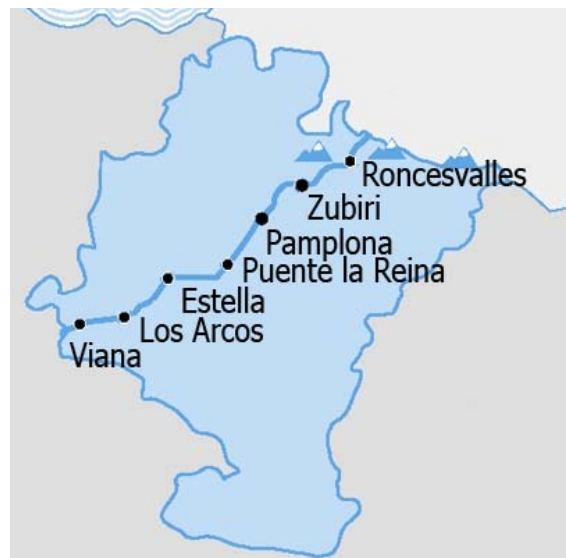 Roncesvalles
Zubiri
Pamplona
Puente la Reina
Estella
Los Arcos
Viana